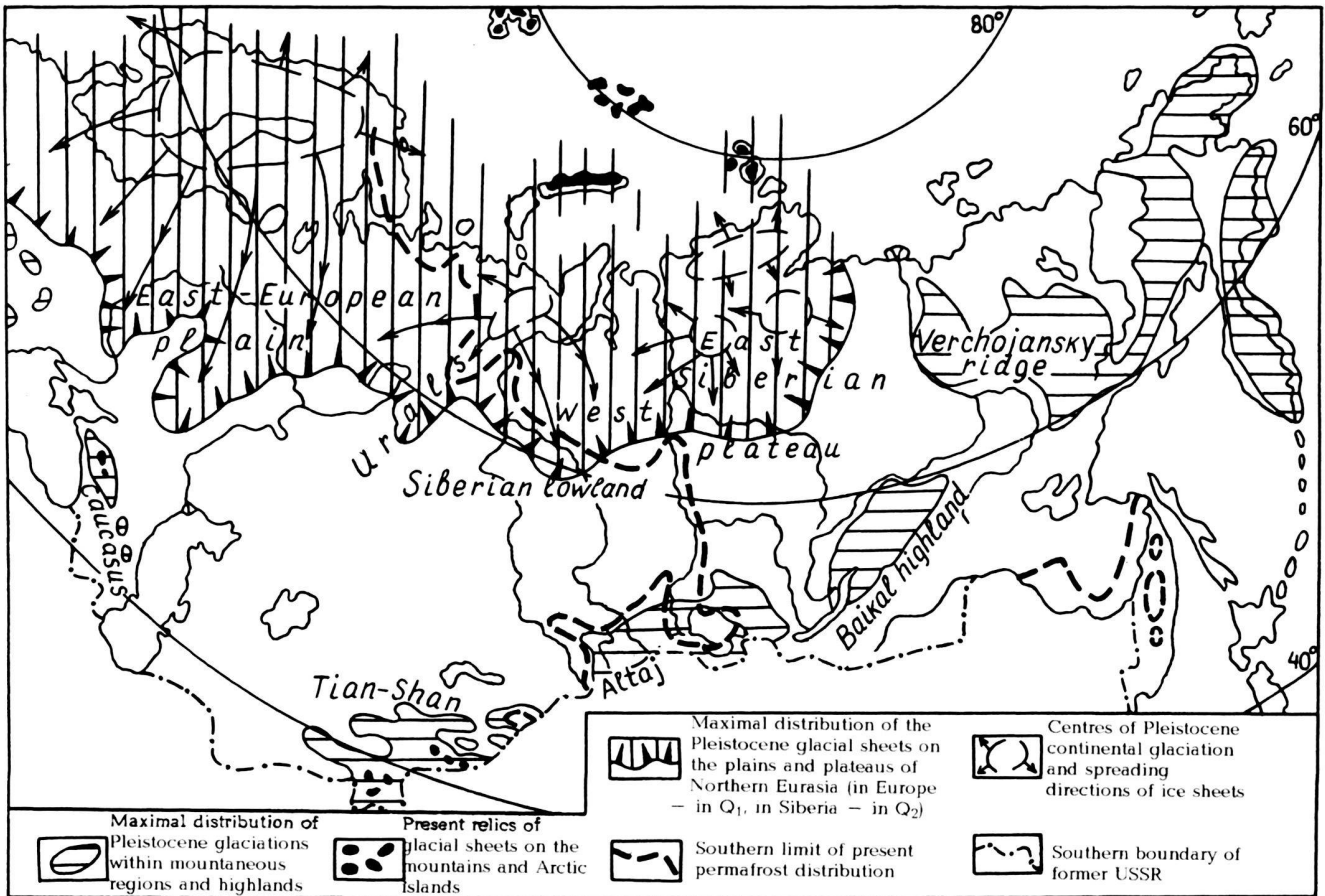 80°
60°
East-European
plain
East
Siberian
plateau
Verchojansky
ridge
Urals
West
Siberian lowland
Caucasus
Baikal highland
Altaj
Tian-Shan
40°
Maximal distribution of the
Pleistocene glacial sheets on
the plains and plateaus of
Northern Eurasia (in Europe
— in Q₁, in Siberia — in Q₂)
Centres of Pleistocene
continental glaciation
and spreading
directions of ice sheets
Maximal distribution of
Pleistocene glaciations
within mountaneous
regions and highlands
Present relics of
glacial sheets on the
mountains and Arctic
Islands
Southern limit of present
permafrost distribution
Southern boundary of
former USSR